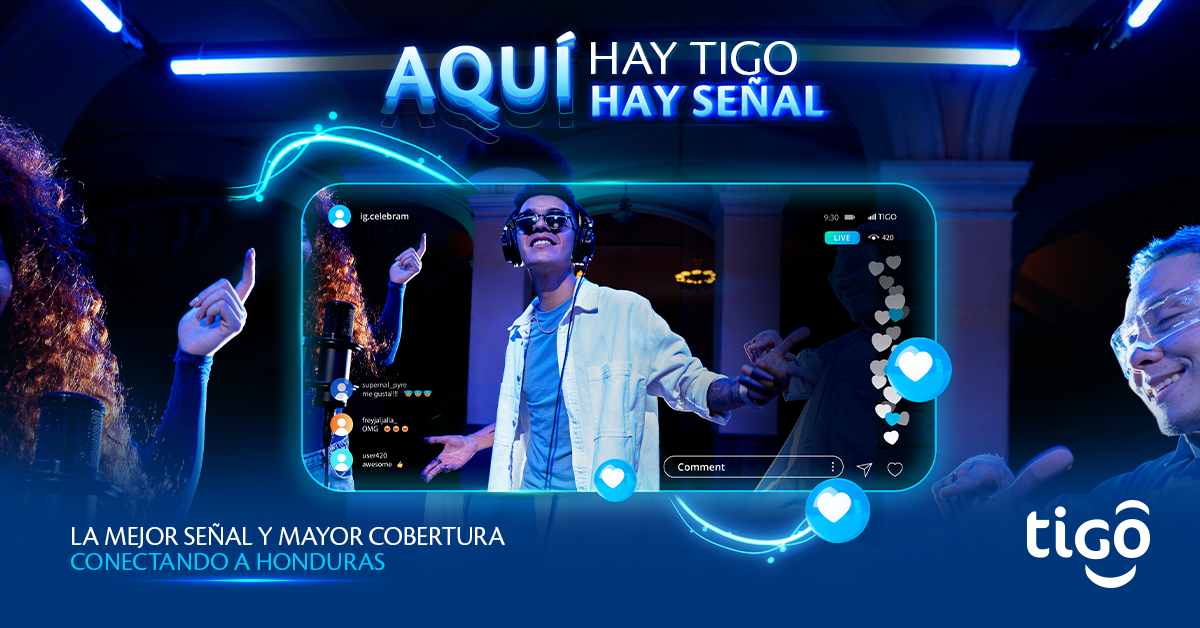 AQUÍ HAY TIGO
HAY SEÑAL
ig.celebram
9:30 TIGO
LIVE 420
supernal_pyre
me gusta!!!
freyjaljalla_
OMG
user420
awesome
Comment
LA MEJOR SEÑAL Y MAYOR COBERTURA
CONECTANDO A HONDURAS
tigo